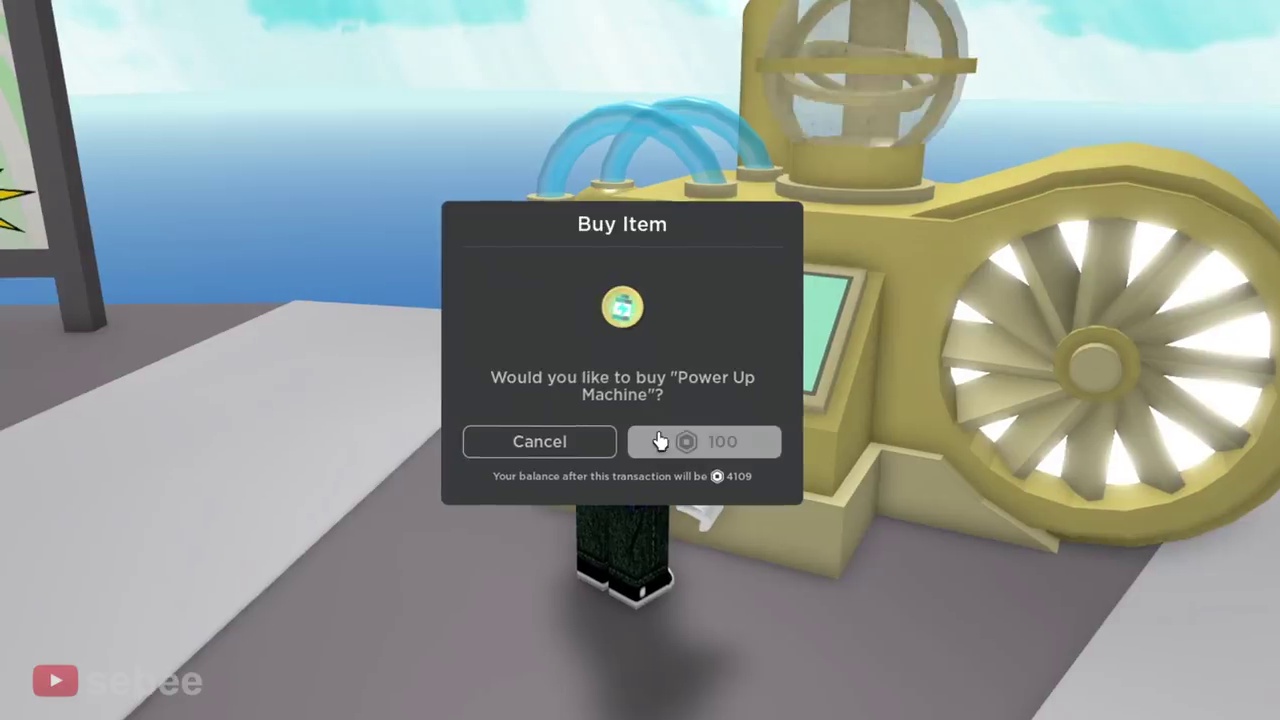 Buy Item
Would you like to buy "Power Up
Machine"?
Cancel
100
Your balance after this transaction will be 4109
sebee